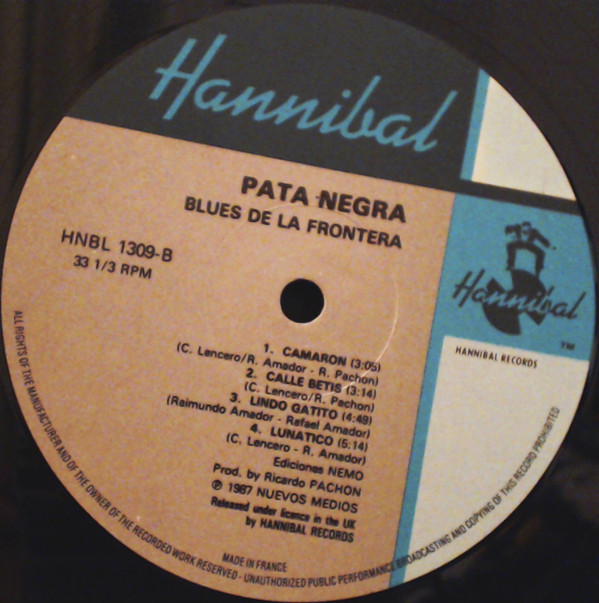 Hannibal
PATA NEGRA
BLUES DE LA FRONTERA
HNBL 1309-B
33 1/3 RPM
Hannibal
TM
HANNIBAL RECORDS
1. CAMARON (3:05)
(C. Lencero/R. Amador - R. Pachon)
2. CALLE BETIS (3:14)
(C. Lencero/R. Pachon)
3. LINDO GATITO (4:49)
(Raimundo Amador - Rafael Amador)
4. LUNATICO (5:14)
(C. Lencero - R. Amador)
Ediciones NEMO
Prod. by Ricardo PACHON
℗ 1987 NUEVOS MEDIOS
Released under licence in the UK
by HANNIBAL RECORDS
MADE IN FRANCE
ALL RIGHTS OF THE MANUFACTURER AND OF THE OWNER OF THE RECORDED WORK RESERVED - UNAUTHORIZED PUBLIC PERFORMANCE BROADCASTING AND COPYING OF THIS RECORD PROHIBITED